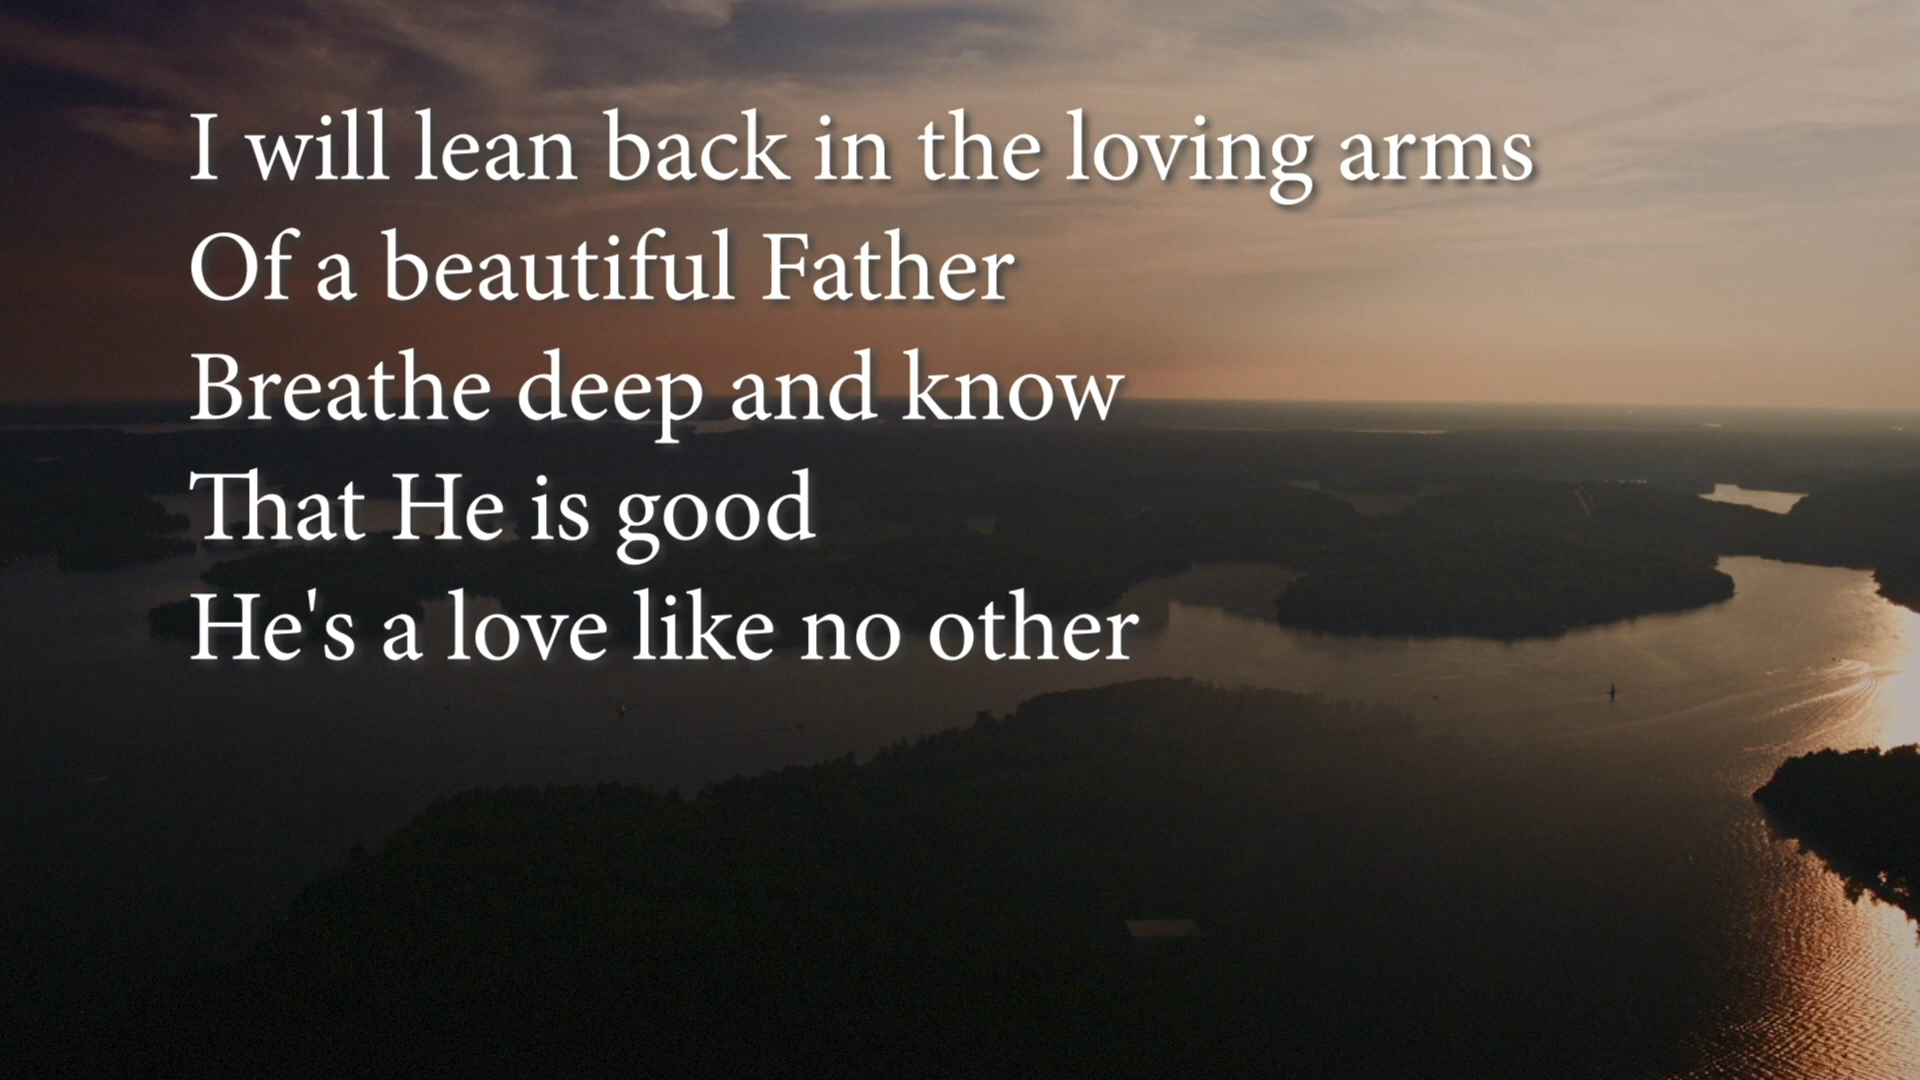 I will lean back in the loving arms
Of a beautiful Father
Breathe deep and know
That He is good
He's a love like no other